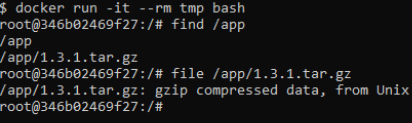 $ docker run -it --rm tmp bash
root@346b02469f27:/# find /app
/app
/app/1.3.1.tar.gz
root@346b02469f27:/# file /app/1.3.1.tar.gz
/app/1.3.1.tar.gz: gzip compressed data, from Unix
root@346b02469f27:/#